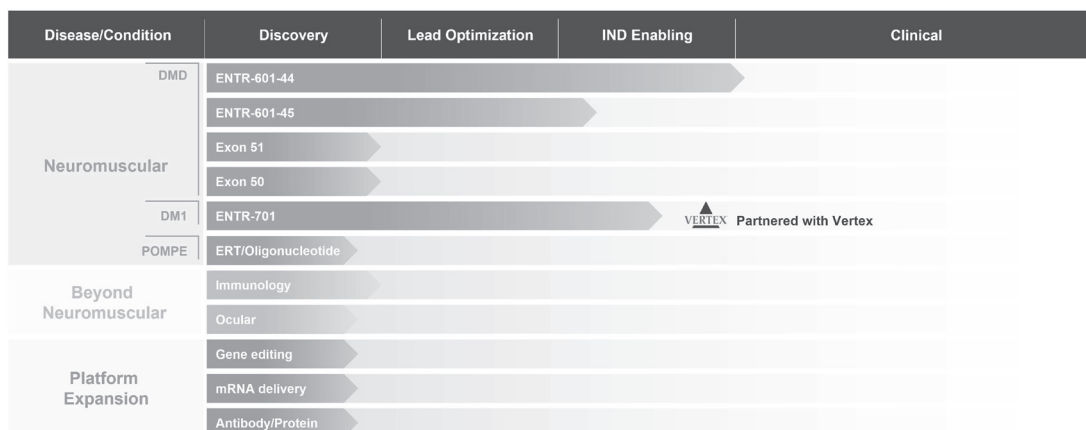 Disease/Condition Discovery Lead Optimization IND Enabling Clinical
DMD ENTR-601-44
ENTR-601-45
Exon 51
Neuromuscular
Exon 50
DM1 ENTR-701 VERTEX Partnered with Vertex
POMPE ERT/Oligonucleotide
Beyond
Neuromuscular
Immunology
Ocular
Platform
Expansion
Gene editing
mRNA delivery
Antibody/Protein